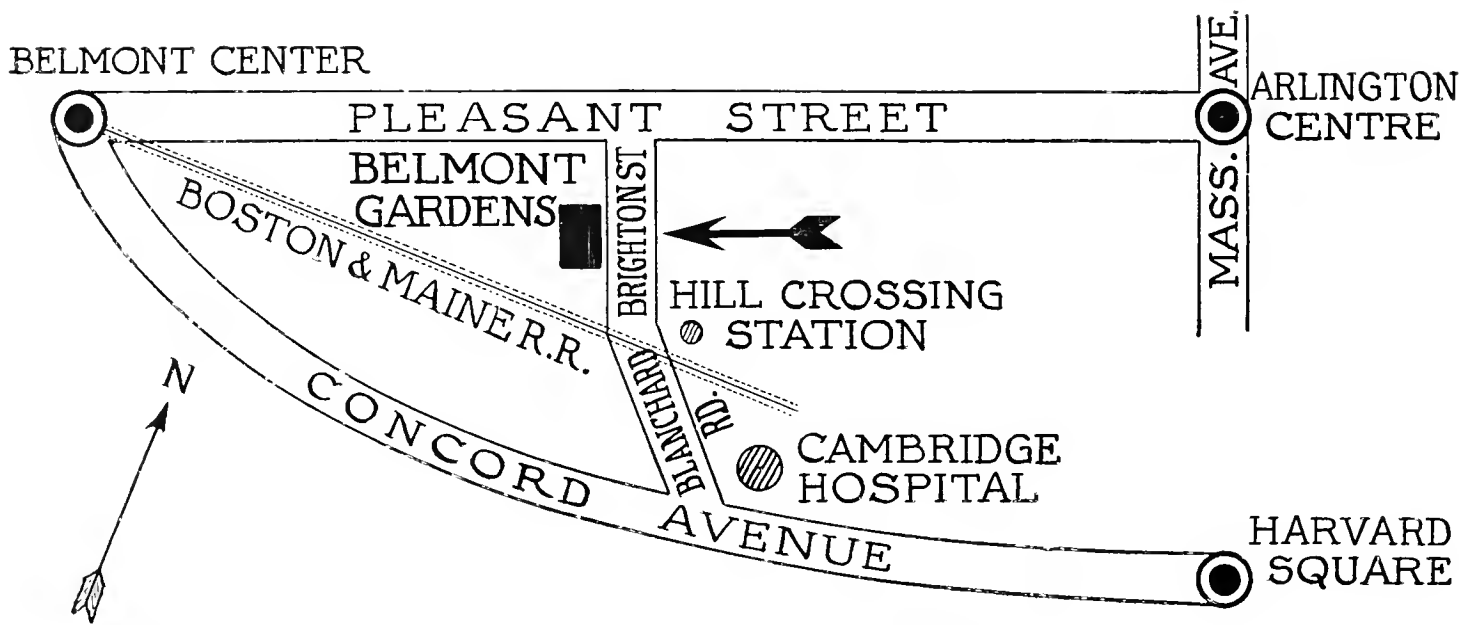 BELMONT CENTER
PLEASANT STREET
MASS. AVE.
ARLINGTON
CENTRE
BELMONT
GARDENS
BRIGHTON ST
BOSTON & MAINE R.R.
HILL CROSSING
STATION
N
BLANCHARD RD.
CONCORD AVENUE
CAMBRIDGE
HOSPITAL
HARVARD
SQUARE